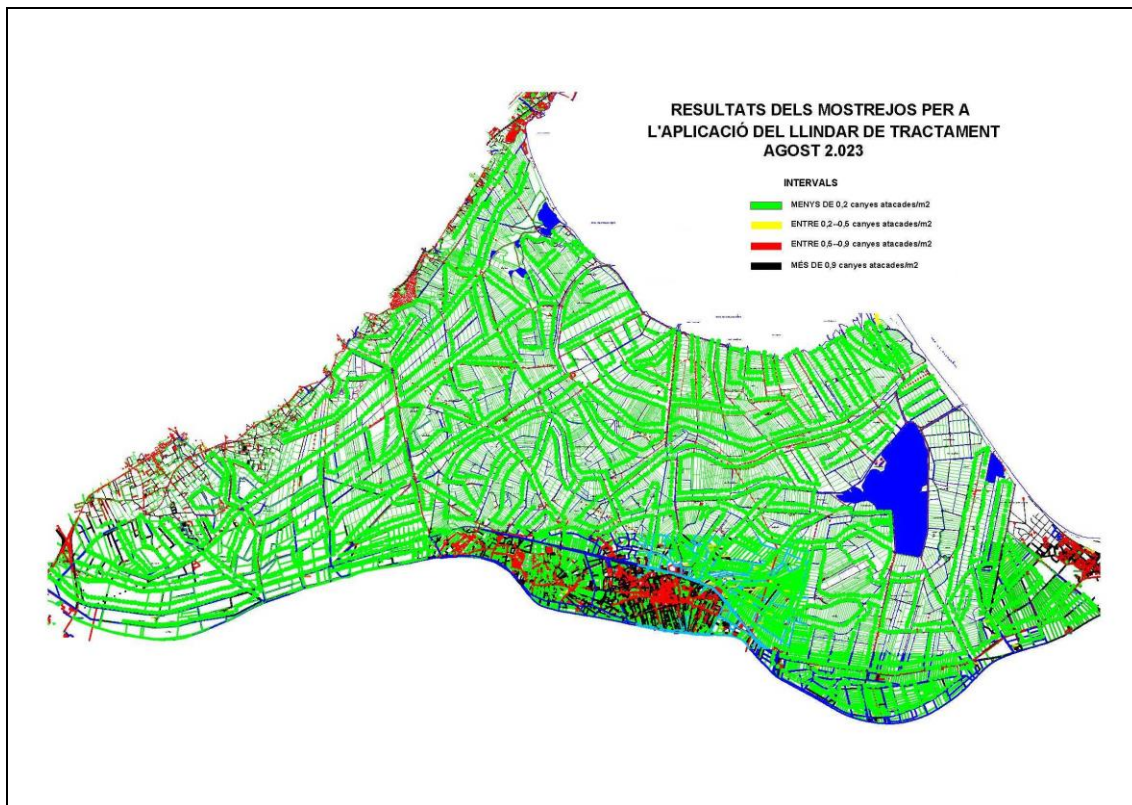 RESULTATS DELS MOSTREJOS PER A
L'APLICACIÓ DEL LLINDAR DE TRACTAMENT
AGOST 2.023
INTERVALS
MENYS DE 0,2 canyes atacades/m2
ENTRE 0,2--0,5 canyes atacades/m2
ENTRE 0,5--0,9 canyes atacades/m2
MÉS DE 0,9 canyes atacades/m2